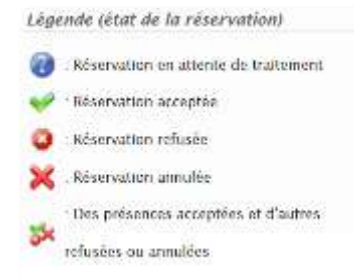 Légende (état de la réservation)
: Réservation en attente de traitement
: Réservation acceptée
: Réservation refusée
: Réservation annulée
: Des présences acceptées et d'autres
refusées ou annulées